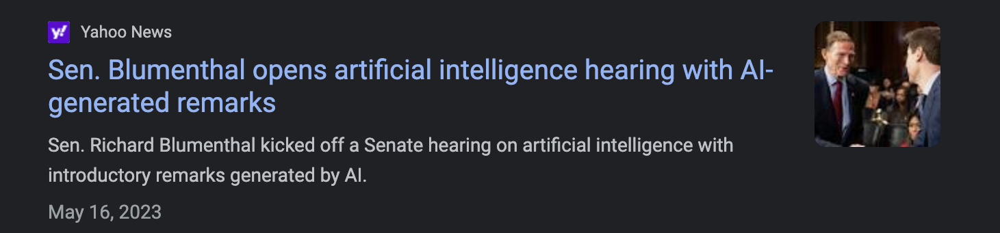 y!
Yahoo News
Sen. Blumenthal opens artificial intelligence hearing with AI-
generated remarks
Sen. Richard Blumenthal kicked off a Senate hearing on artificial intelligence with
introductory remarks generated by AI.
May 16, 2023